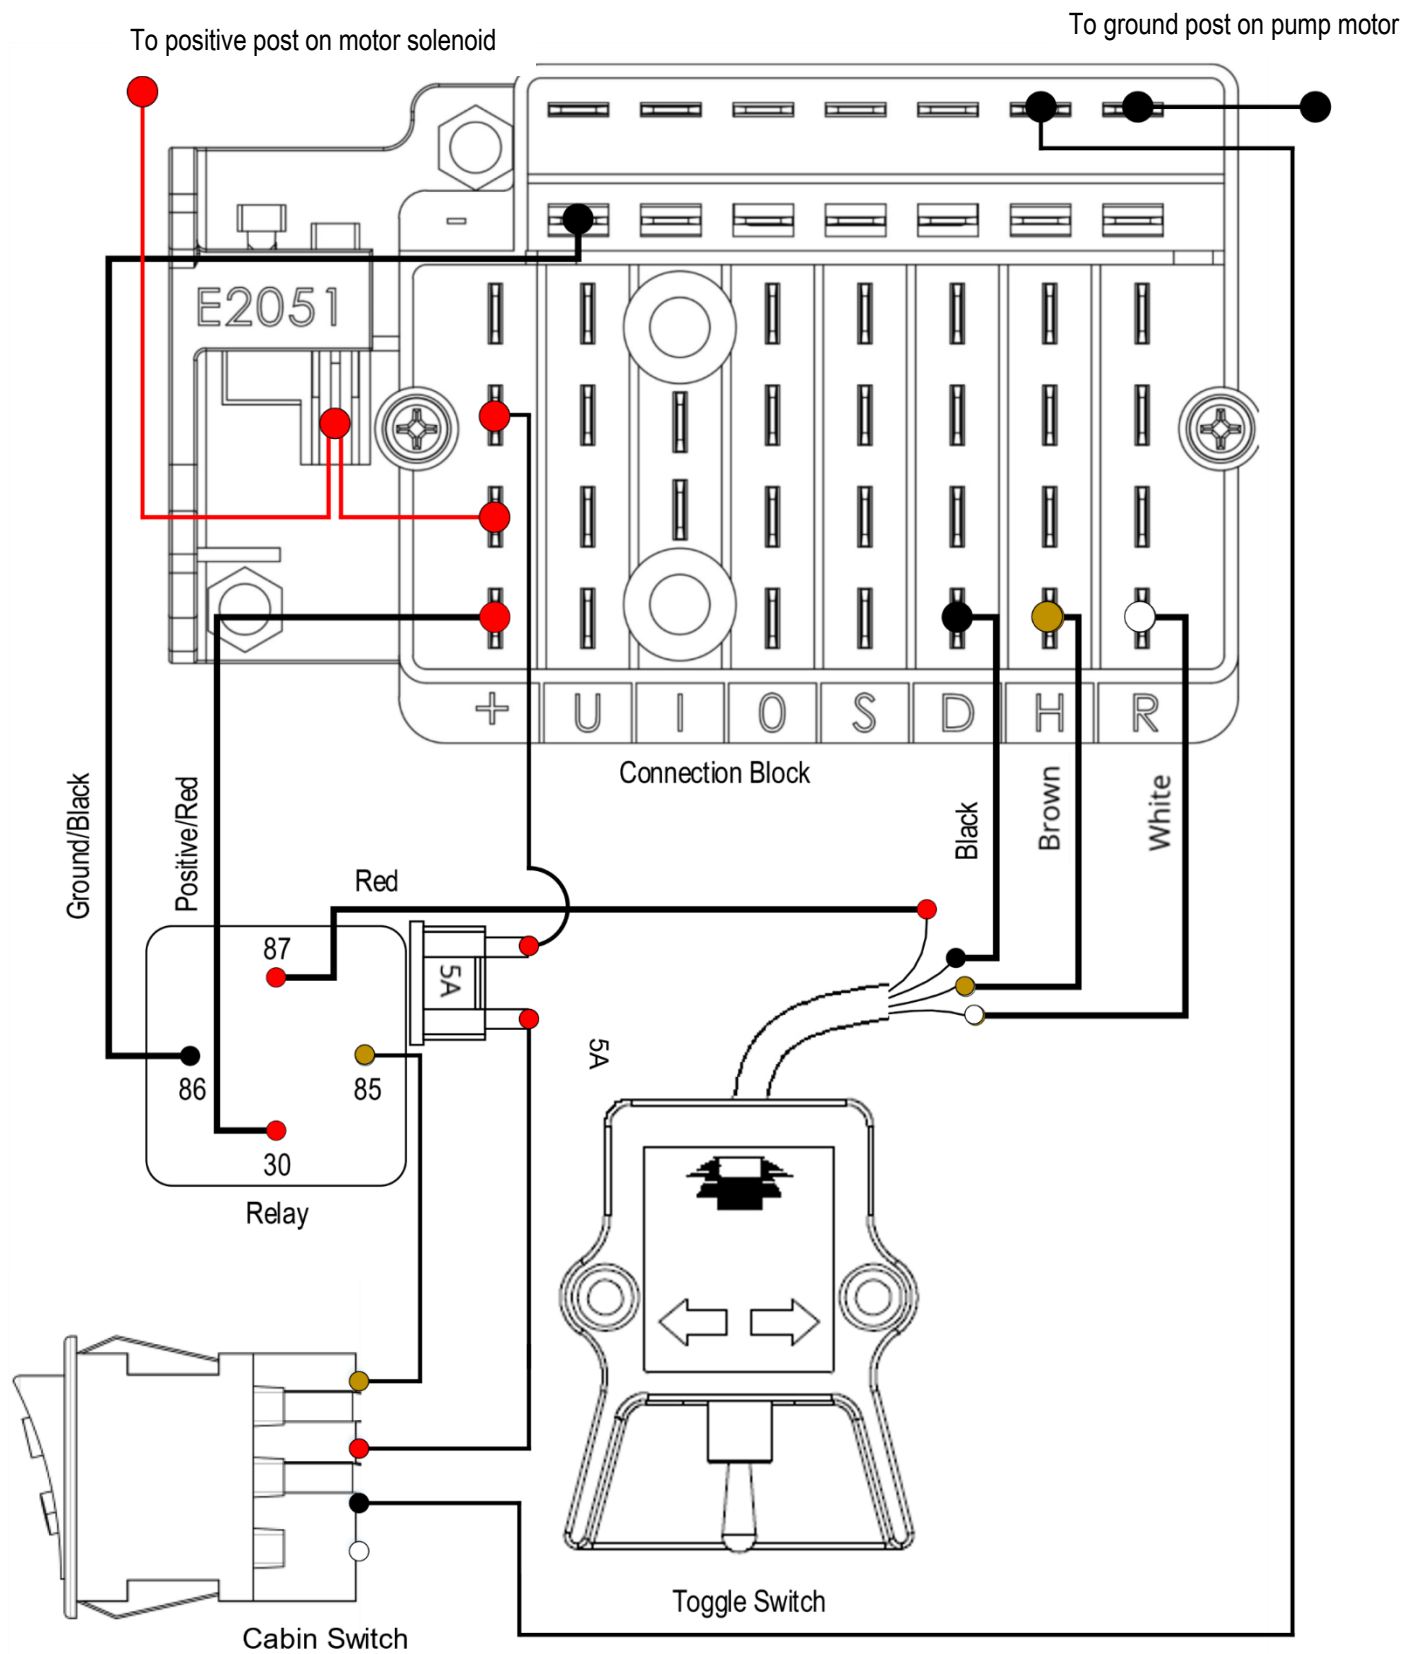 To ground post on pump motor
To positive post on motor solenoid
-
E2051
+ U I O S D H R
Connection Block
Ground/Black
Positive/Red
Black
Brown
White
Red
87
5A
86
85
30
5A
Relay
Toggle Switch
Cabin Switch